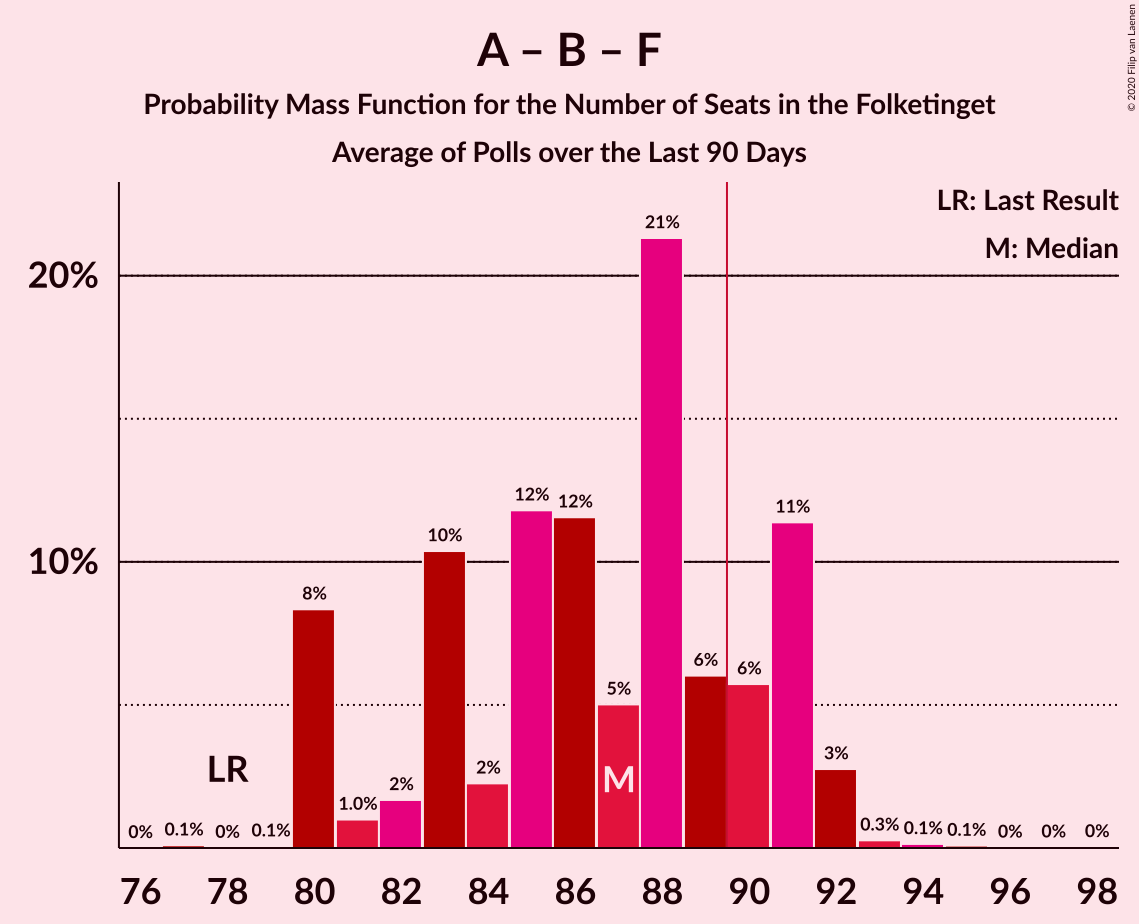 A – B – F
Probability Mass Function for the Number of Seats in the Folketinget
Average of Polls over the Last 90 Days
© 2020 Filip van Laenen
LR: Last Result
M: Median
20%
10%
0%
0.1%
0%
0.1%
8%
1.0%
2%
10%
2%
12%
12%
5%
21%
6%
6%
11%
3%
0.3%
0.1%
0.1%
0%
0%
0%
LR
M
76 78 80 82 84 86 88 90 92 94 96 98